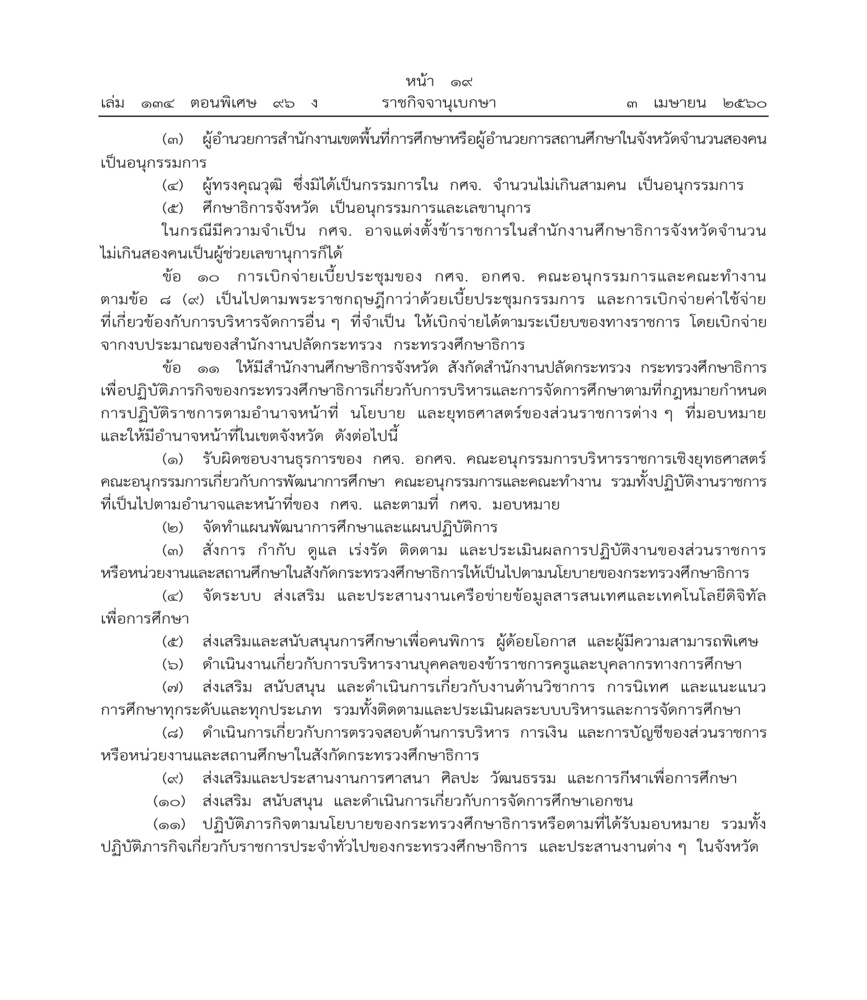 หน้า ๑๙
เล่ม ๑๓๔ ตอนพิเศษ ๙๖ ง ราชกิจจานุเบกษา ๓ เมษายน ๒๕๖๐
(๓) ผู้อำนวยการสำนักงานเขตพื้นที่การศึกษาหรือผู้อำนวยการสถานศึกษาในจังหวัดจำนวนสองคน
เป็นอนุกรรมการ
(๔) ผู้ทรงคุณวุฒิ ซึ่งมิได้เป็นกรรมการใน กศจ. จำนวนไม่เกินสามคน เป็นอนุกรรมการ
(๕) ศึกษาธิการจังหวัด เป็นอนุกรรมการและเลขานุการ
ในกรณีมีความจำเป็น กศจ. อาจแต่งตั้งข้าราชการในสำนักงานศึกษาธิการจังหวัดจำนวน
ไม่เกินสองคนเป็นผู้ช่วยเลขานุการก็ได้
ข้อ ๑๐ การเบิกจ่ายเบี้ยประชุมของ กศจ. อกศจ. คณะอนุกรรมการและคณะทำงาน
ตามข้อ ๘ (๙) เป็นไปตามพระราชกฤษฎีกาว่าด้วยเบี้ยประชุมกรรมการ และการเบิกจ่ายค่าใช้จ่าย
ที่เกี่ยวข้องกับการบริหารจัดการอื่น ๆ ที่จำเป็น ให้เบิกจ่ายได้ตามระเบียบของทางราชการ โดยเบิกจ่าย
จากงบประมาณของสำนักงานปลัดกระทรวง กระทรวงศึกษาธิการ
ข้อ ๑๑ ให้มีสำนักงานศึกษาธิการจังหวัด สังกัดสำนักงานปลัดกระทรวง กระทรวงศึกษาธิการ
เพื่อปฏิบัติภารกิจของกระทรวงศึกษาธิการเกี่ยวกับการบริหารและการจัดการศึกษาตามที่กฎหมายกำหนด
การปฏิบัติราชการตามอำนาจหน้าที่ นโยบาย และยุทธศาสตร์ของส่วนราชการต่าง ๆ ที่มอบหมาย
และให้มีอำนาจหน้าที่ในเขตจังหวัด ดังต่อไปนี้
(๑) รับผิดชอบงานธุรการของ กศจ. อกศจ. คณะอนุกรรมการบริหารราชการเชิงยุทธศาสตร์
คณะอนุกรรมการเกี่ยวกับการพัฒนาการศึกษา คณะอนุกรรมการและคณะทำงาน รวมทั้งปฏิบัติงานราชการ
ที่เป็นไปตามอำนาจและหน้าที่ของ กศจ. และตามที่ กศจ. มอบหมาย
(๒) จัดทำแผนพัฒนาการศึกษาและแผนปฏิบัติการ
(๓) สั่งการ กำกับ ดูแล เร่งรัด ติดตาม และประเมินผลการปฏิบัติงานของส่วนราชการ
หรือหน่วยงานและสถานศึกษาในสังกัดกระทรวงศึกษาธิการให้เป็นไปตามนโยบายของกระทรวงศึกษาธิการ
(๔) จัดระบบ ส่งเสริม และประสานงานเครือข่ายข้อมูลสารสนเทศและเทคโนโลยีดิจิทัล
เพื่อการศึกษา
(๕) ส่งเสริมและสนับสนุนการศึกษาเพื่อคนพิการ ผู้ด้อยโอกาส และผู้มีความสามารถพิเศษ
(๖) ดำเนินงานเกี่ยวกับการบริหารงานบุคคลของข้าราชการครูและบุคลากรทางการศึกษา
(๗) ส่งเสริม สนับสนุน และดำเนินการเกี่ยวกับงานด้านวิชาการ การนิเทศ และแนะแนว
การศึกษาทุกระดับและทุกประเภท รวมทั้งติดตามและประเมินผลระบบบริหารและการจัดการศึกษา
(๘) ดำเนินการเกี่ยวกับการตรวจสอบด้านการบริหาร การเงิน และการบัญชีของส่วนราชการ
หรือหน่วยงานและสถานศึกษาในสังกัดกระทรวงศึกษาธิการ
(๙) ส่งเสริมและประสานงานการศาสนา ศิลปะ วัฒนธรรม และการกีฬาเพื่อการศึกษา
(๑๐) ส่งเสริม สนับสนุน และดำเนินการเกี่ยวกับการจัดการศึกษาเอกชน
(๑๑) ปฏิบัติภารกิจตามนโยบายของกระทรวงศึกษาธิการหรือตามที่ได้รับมอบหมาย รวมทั้ง
ปฏิบัติภารกิจเกี่ยวกับราชการประจำทั่วไปของกระทรวงศึกษาธิการ และประสานงานต่าง ๆ ในจังหวัด